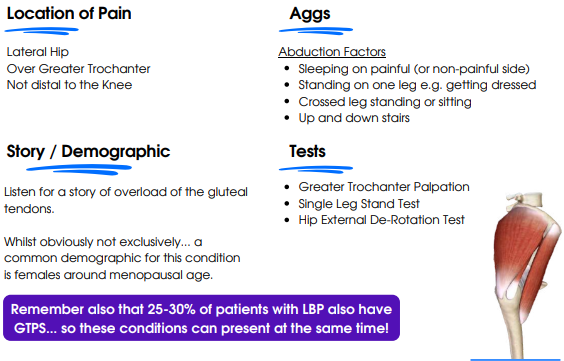 Location of Pain
Lateral Hip
Over Greater Trochanter
Not distal to the Knee
Aggs
Abduction Factors
• Sleeping on painful (or non-painful side)
• Standing on one leg e.g. getting dressed
• Crossed leg standing or sitting
• Up and down stairs
Story / Demographic
Listen for a story of overload of the gluteal
tendons.
Whilst obviously not exclusively... a
common demographic for this condition
is females around menopausal age.
Tests
• Greater Trochanter Palpation
• Single Leg Stand Test
• Hip External De-Rotation Test
Remember also that 25-30% of patients with LBP also have
GTPS... so these conditions can present at the same time!